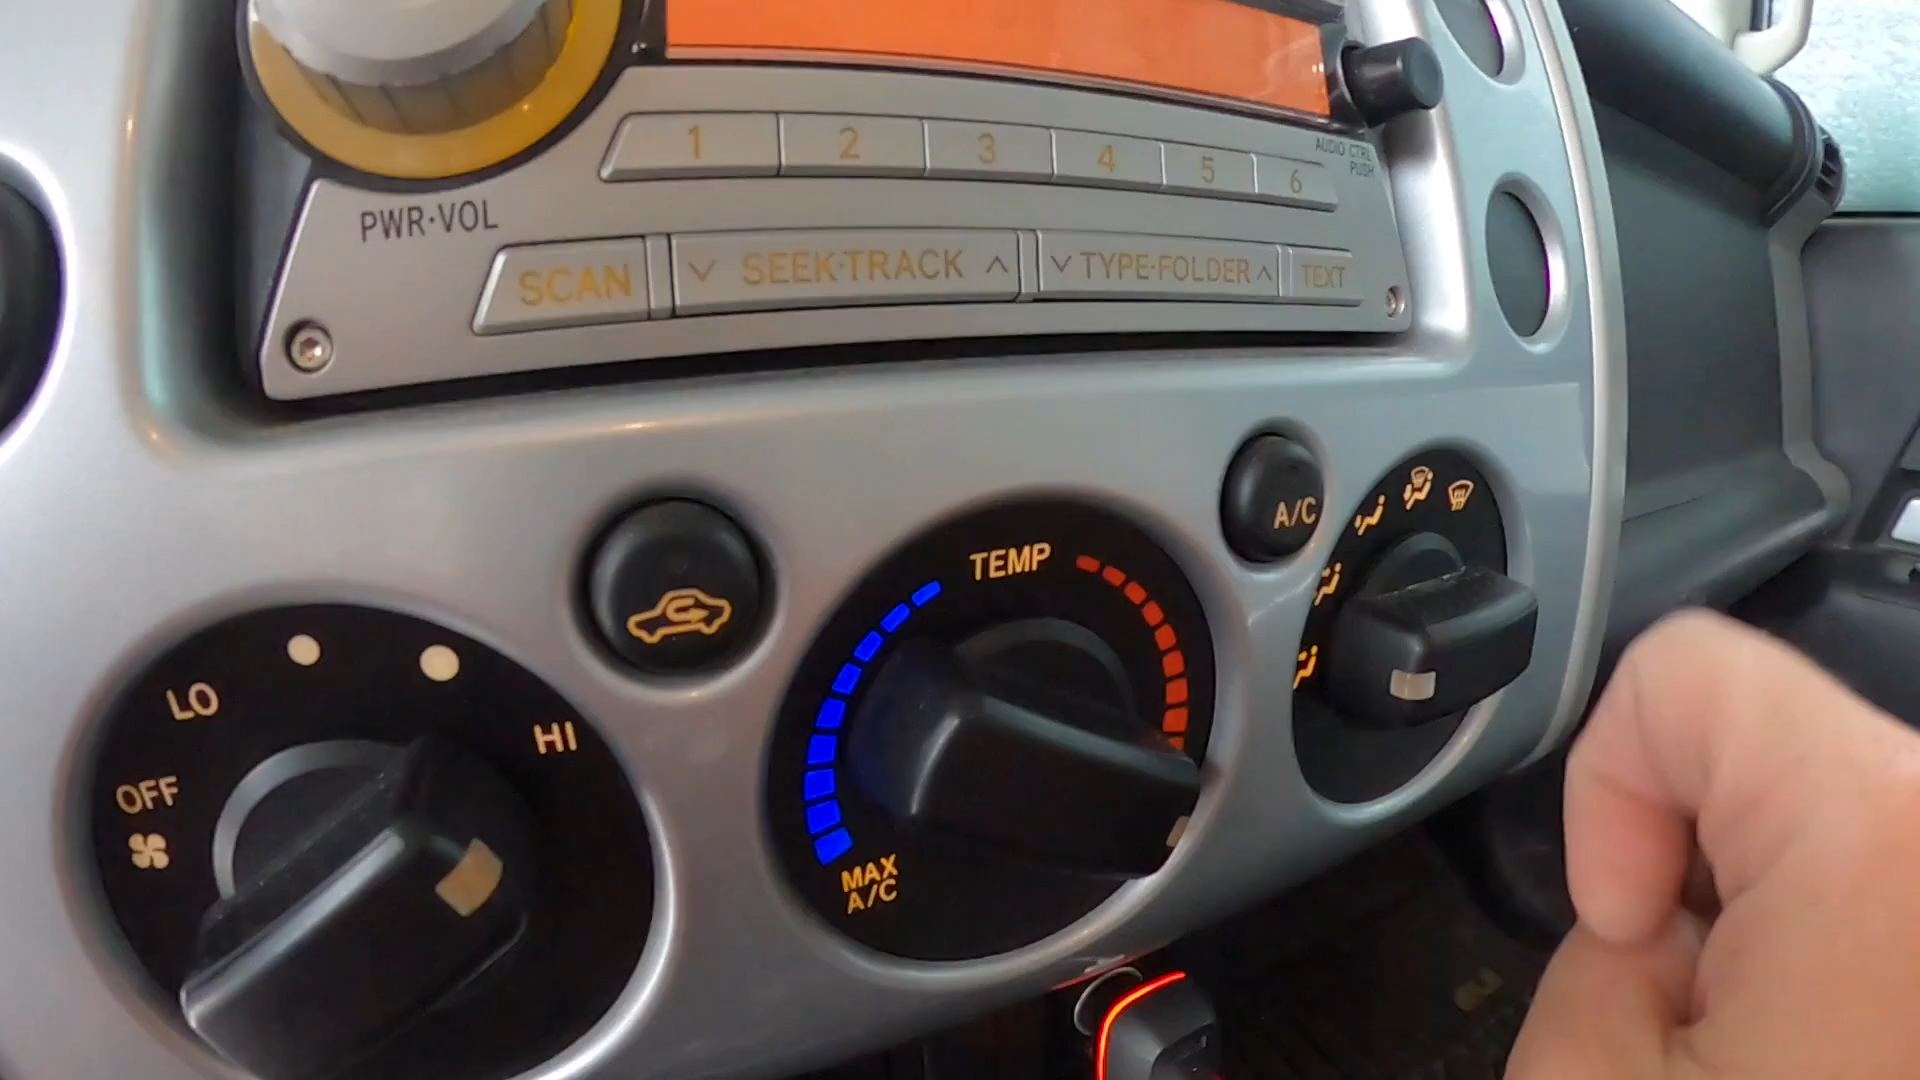 1 2 3 4 5 6
AUDIO CTRL
PUSH
PWR·VOL
SCAN SEEK·TRACK TYPE·FOLDER TEXT
A/C
TEMP
LO
HI
OFF
MAX
A/C